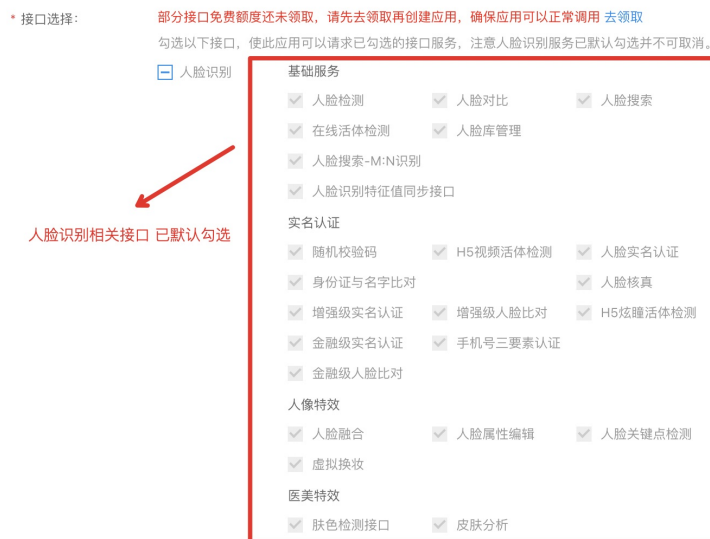 * 接口选择： 部分接口免费额度还未领取，请先去领取再创建应用，确保应用可以正常调用 去领取
勾选以下接口，使此应用可以请求已勾选的接口服务，注意人脸识别服务已默认勾选并不可取消。
人脸识别 基础服务
人脸检测 人脸对比 人脸搜索
在线活体检测 人脸库管理
人脸搜索-M:N识别
人脸识别特征值同步接口
实名认证
人脸识别相关接口 已默认勾选
随机校验码 H5视频活体检测 人脸实名认证
身份证与名字比对 人脸核真
增强级实名认证 增强级人脸比对 H5炫瞳活体检测
金融级实名认证 手机号三要素认证
金融级人脸比对
人像特效
人脸融合 人脸属性编辑 人脸关键点检测
虚拟换妆
医美特效
肤色检测接口 皮肤分析